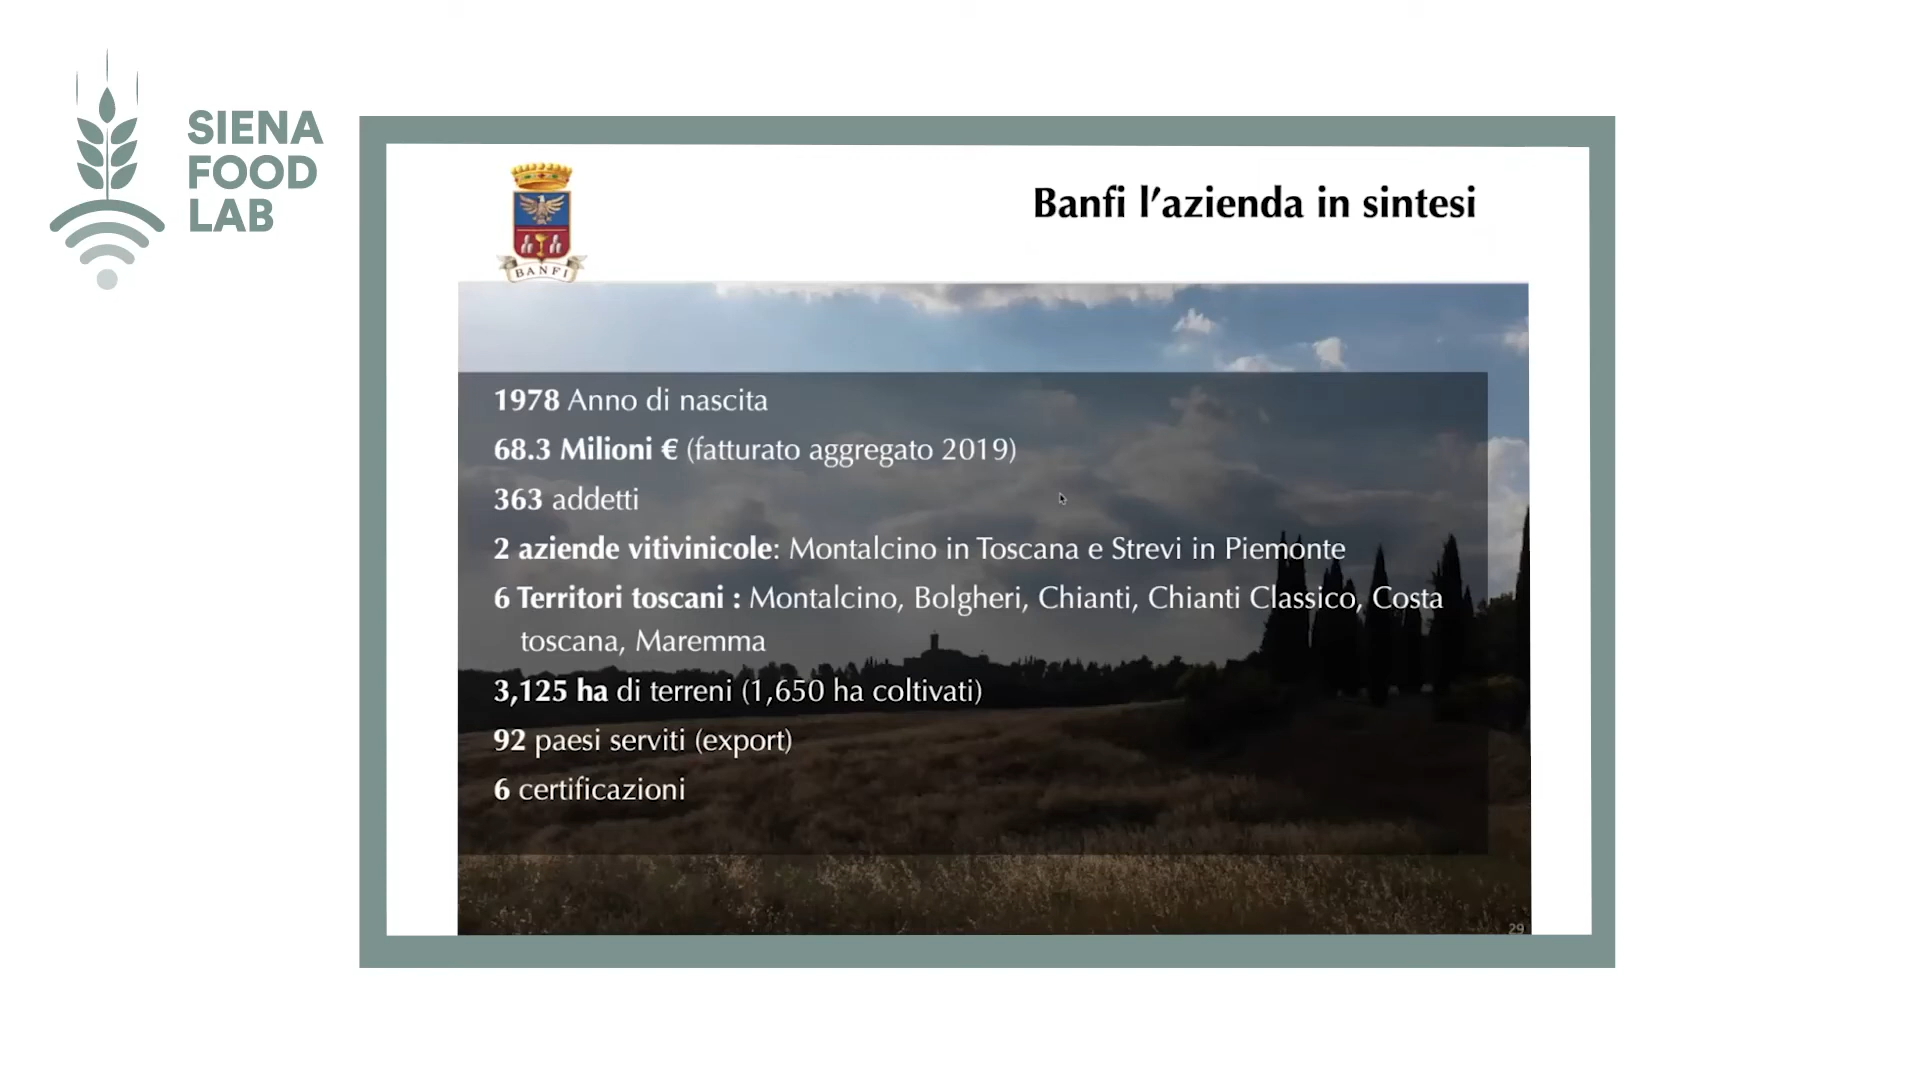 SIENA
FOOD
LAB
BANFI
Banfi l'azienda in sintesi
1978 Anno di nascita
68.3 Milioni € (fatturato aggregato 2019)
363 addetti
2 aziende vitivinicole: Montalcino in Toscana e Strevi in Piemonte
6 Territori toscani : Montalcino, Bolgheri, Chianti, Chianti Classico, Costa
toscana, Maremma
3,125 ha di terreni (1,650 ha coltivati)
92 paesi serviti (export)
6 certificazioni
29